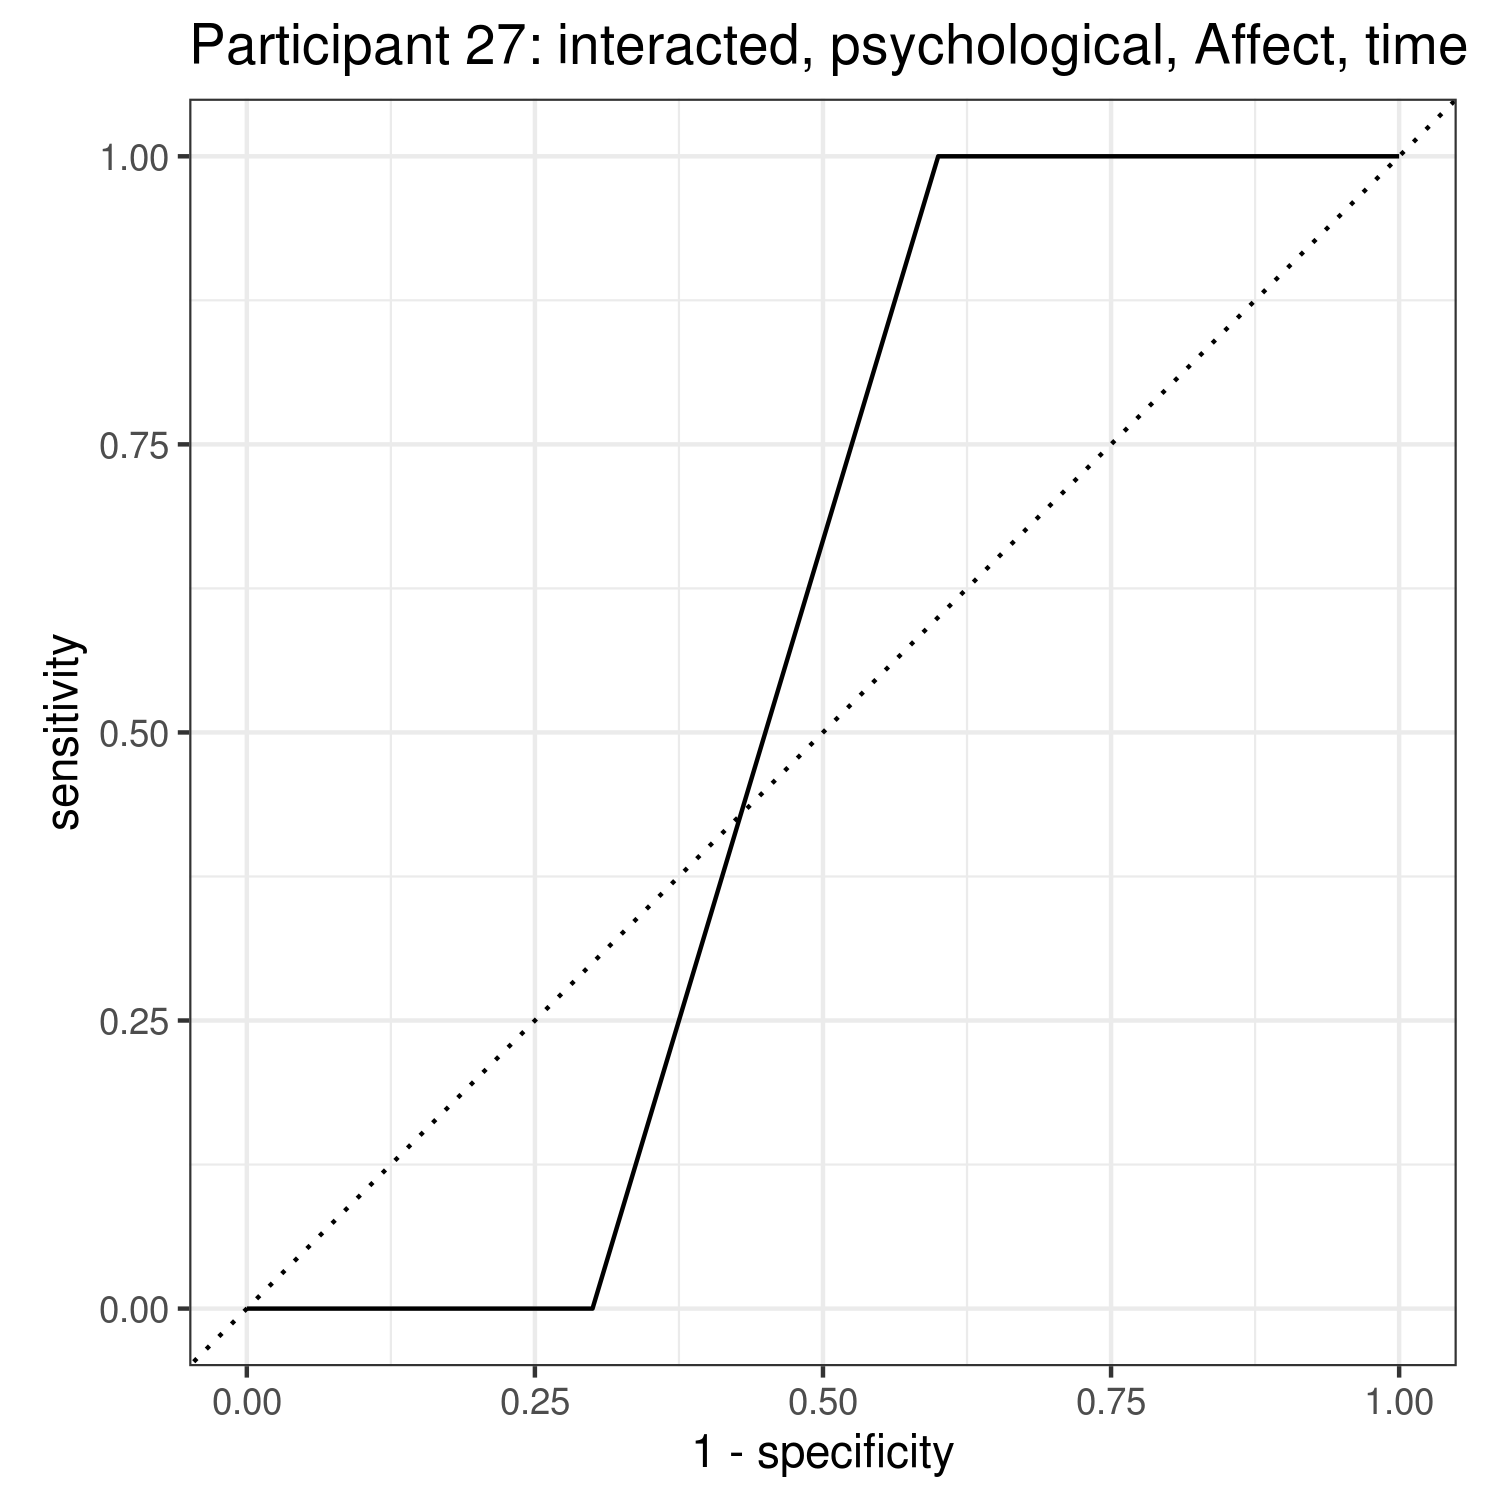 Participant 27: interacted, psychological, Affect, time
1.00
0.75
0.50
0.25
0.00
sensitivity
0.00 0.25 0.50 0.75 1.00
1 - specificity